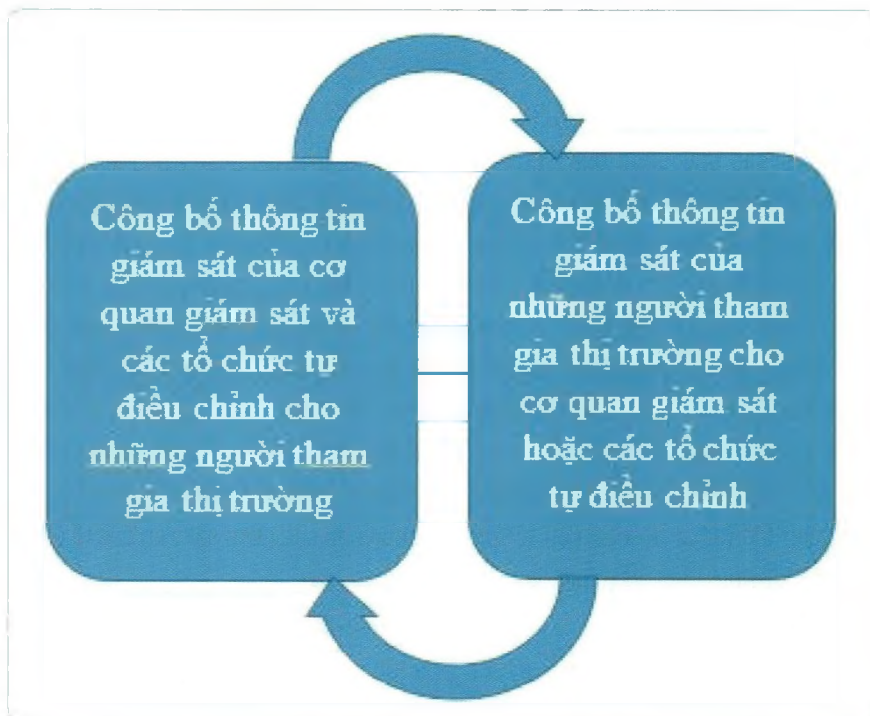 Công bố thông tin
giám sát của cơ
quan giám sát và
các tổ chức tự
điều chỉnh cho
những người tham
gia thị trường
Công bố thông tin
giám sát của
những người tham
gia thị trường cho
cơ quan giám sát
hoặc các tổ chức
tự điều chỉnh